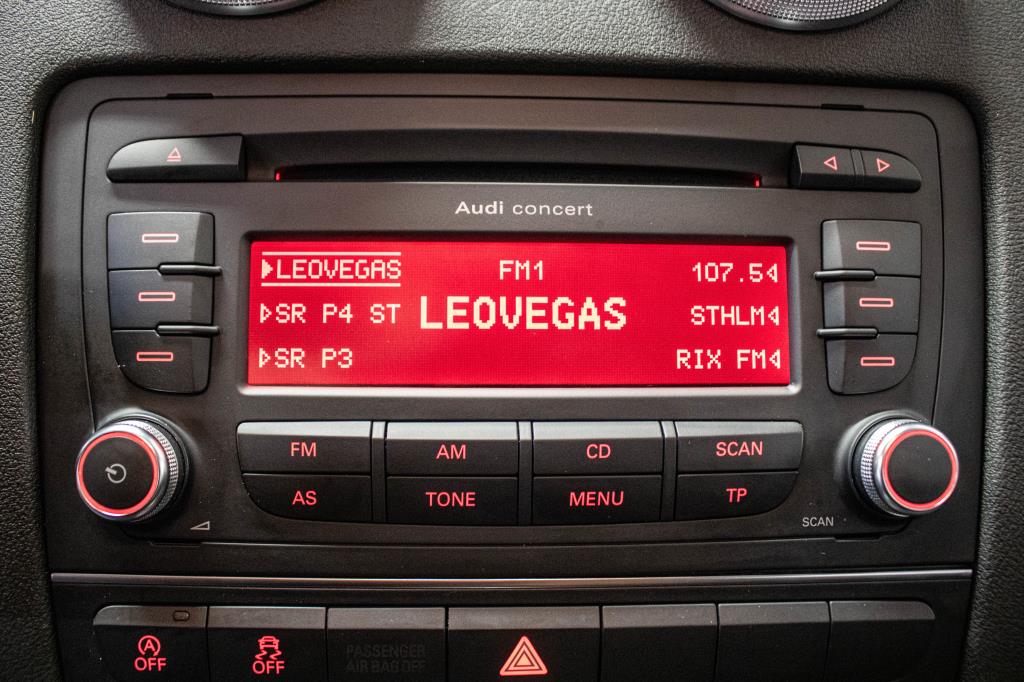 Audi concert
LEOVEGAS FM1 107.5
SR P4 ST LEOVEGAS STHLM
SR P3 RIX FM
FM AM CD SCAN
AS TONE MENU TP
SCAN
A
OFF OFF
PASSENGER
AIR BAG OFF